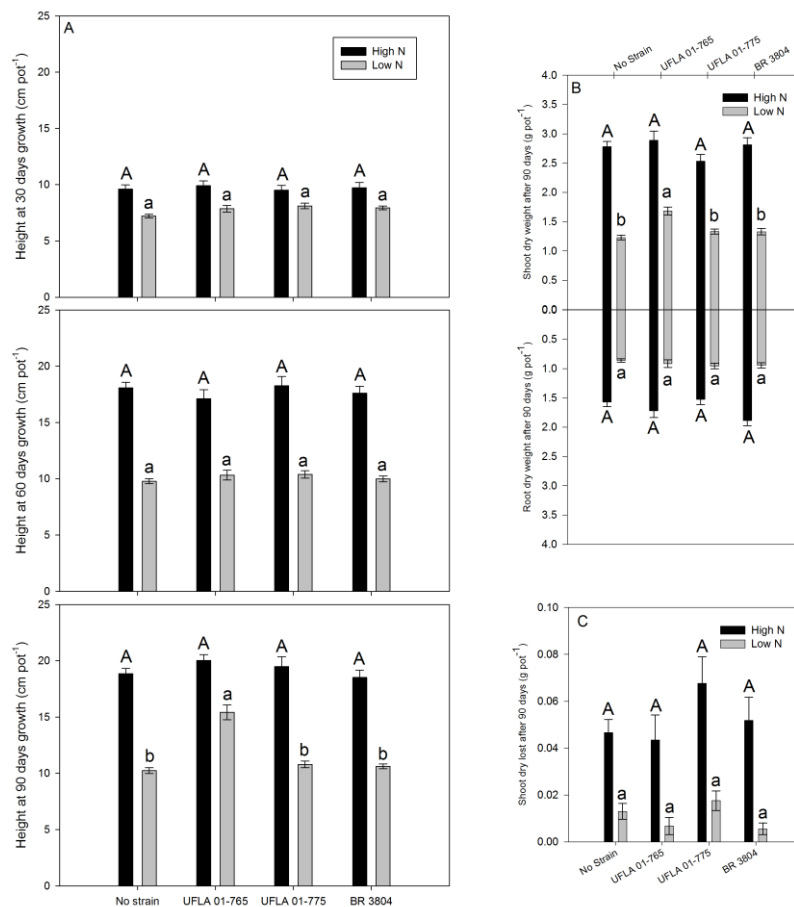 A
High N
Low N
25
20
15
10
5
0
Height at 30 days growth (cm pot⁻¹)
A A A A
a a a a
25
20
15
10
5
0
Height at 60 days growth (cm pot⁻¹)
A A A A
a a a a
25
20
15
10
5
0
Height at 90 days growth (cm pot⁻¹)
A A A A
b a b b
No strain UFLA 01-765 UFLA 01-775 BR 3804
No Strain UFLA 01-765 UFLA 01-775 BR 3804
B
High N
Low N
4.0
3.5
3.0
2.5
2.0
1.5
1.0
0.5
0.0
0.5
1.0
1.5
2.0
2.5
3.0
3.5
4.0
Shoot dry weight after 90 days (g pot⁻¹)
Root dry weight after 90 days (g pot⁻¹)
A A A A
b a b b
a a a a
A A A A
C
High N
Low N
0.10
0.08
0.06
0.04
0.02
0.00
Shoot dry lost after 90 days (g pot⁻¹)
A A A A
a a a a
No Strain UFLA 01-765 UFLA 01-775 BR 3804